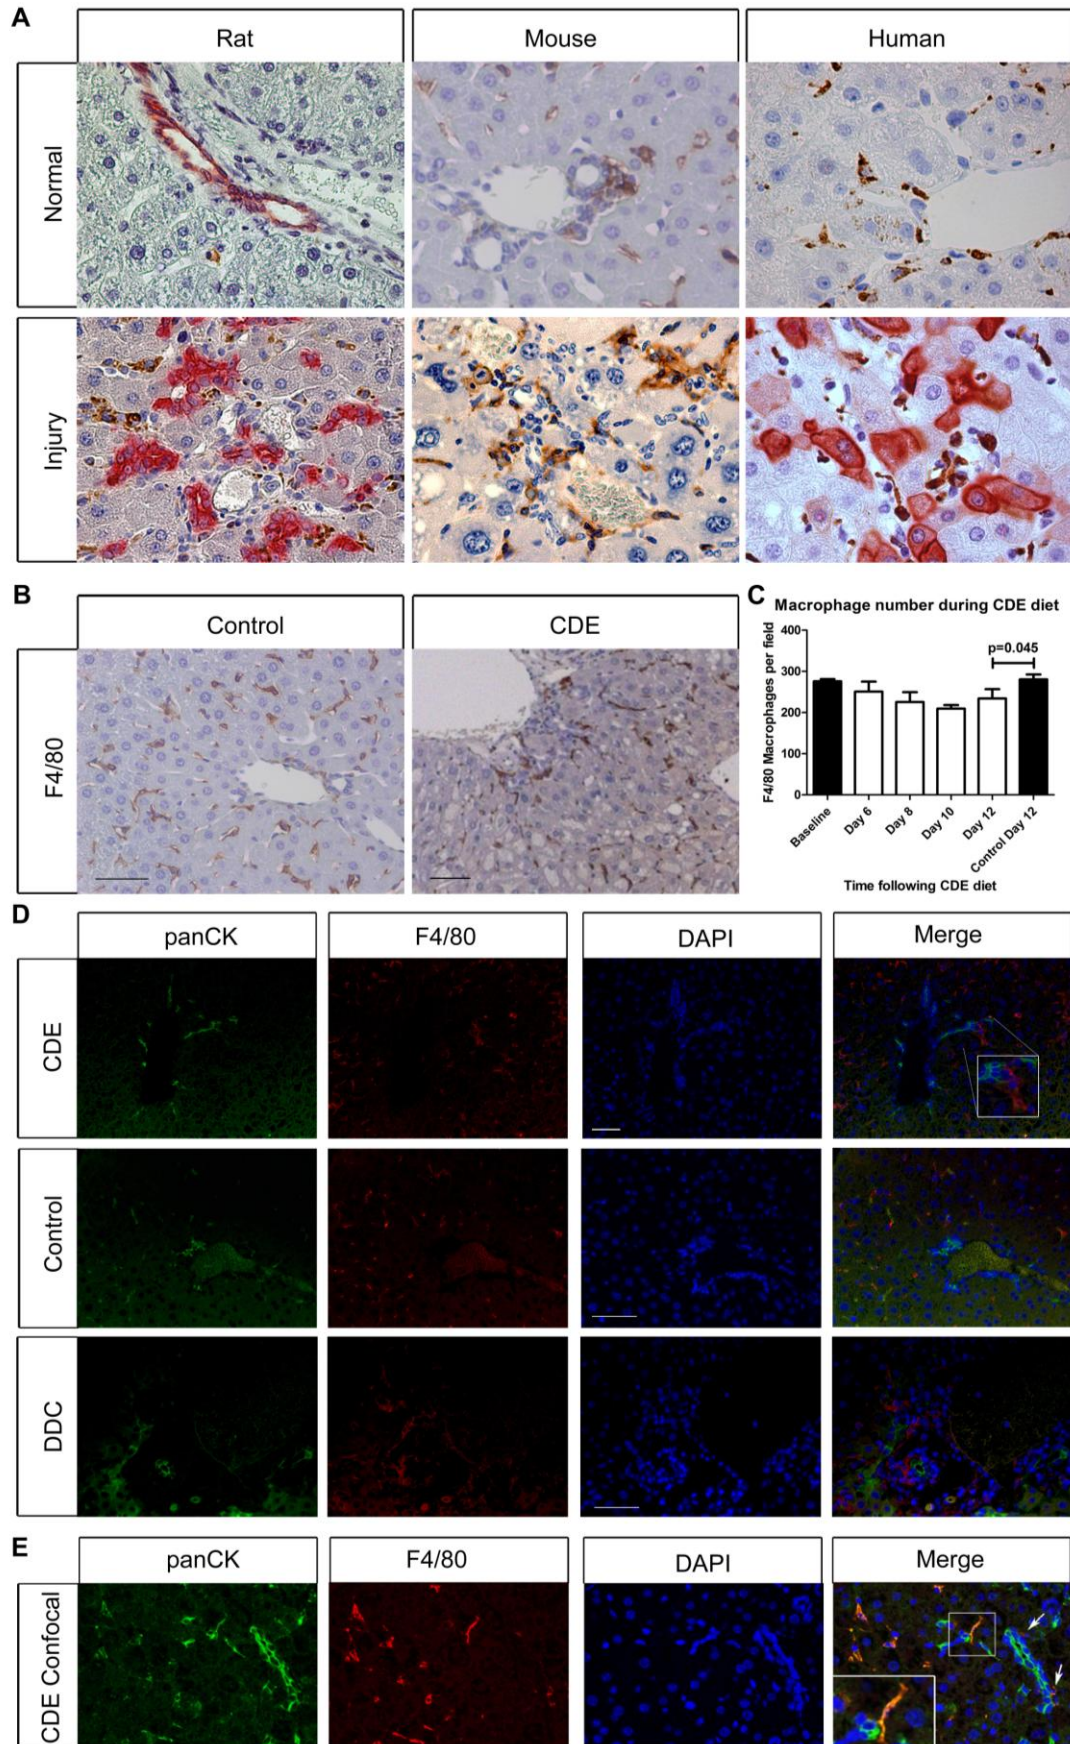 A
Rat
Mouse
Human
Normal
Injury
B
Control
CDE
F4/80
C
Macrophage number during CDE diet
F4/80 Macrophages per field
400
300
200
100
0
p=0.045
Baseline
Day 6
Day 8
Day 10
Day 12
Control Day 12
Time following CDE diet
D
panCK
F4/80
DAPI
Merge
CDE
Control
DDC
E
panCK
F4/80
DAPI
Merge
CDE Confocal